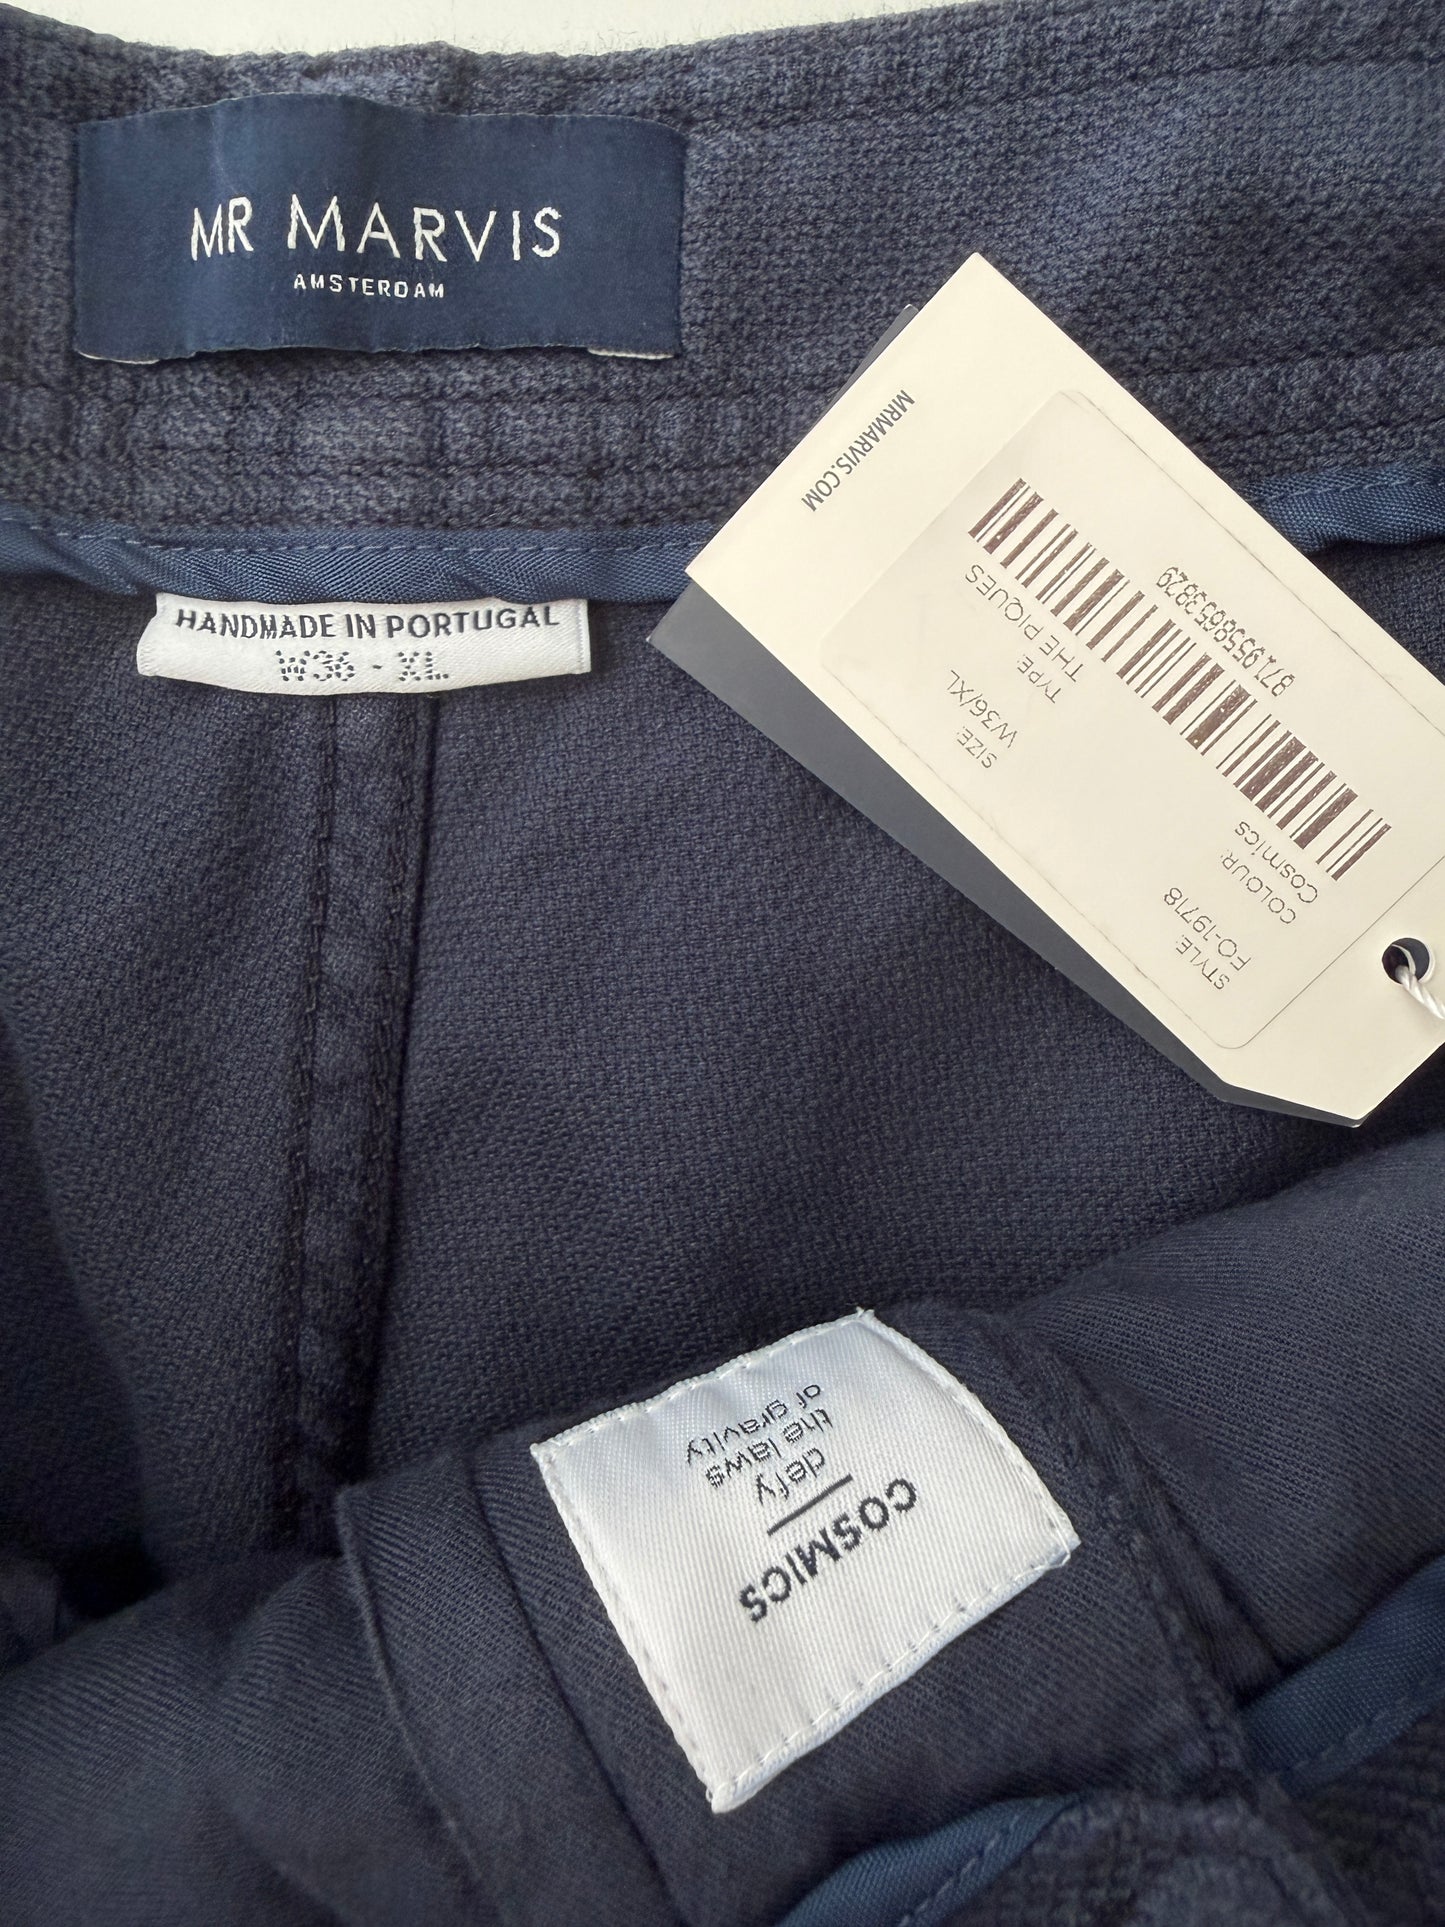 MR MARVIS
AMSTERDAM
HANDMADE IN PORTUGAL
W36 - XL
MRMARVIS.COM
8719558653829
TYPE:
THE PIQUES
SIZE:
W36/XL
COLOUR:
Cosmics
STYLE:
FO-19718
COSMICS
defy
the laws
of gravity